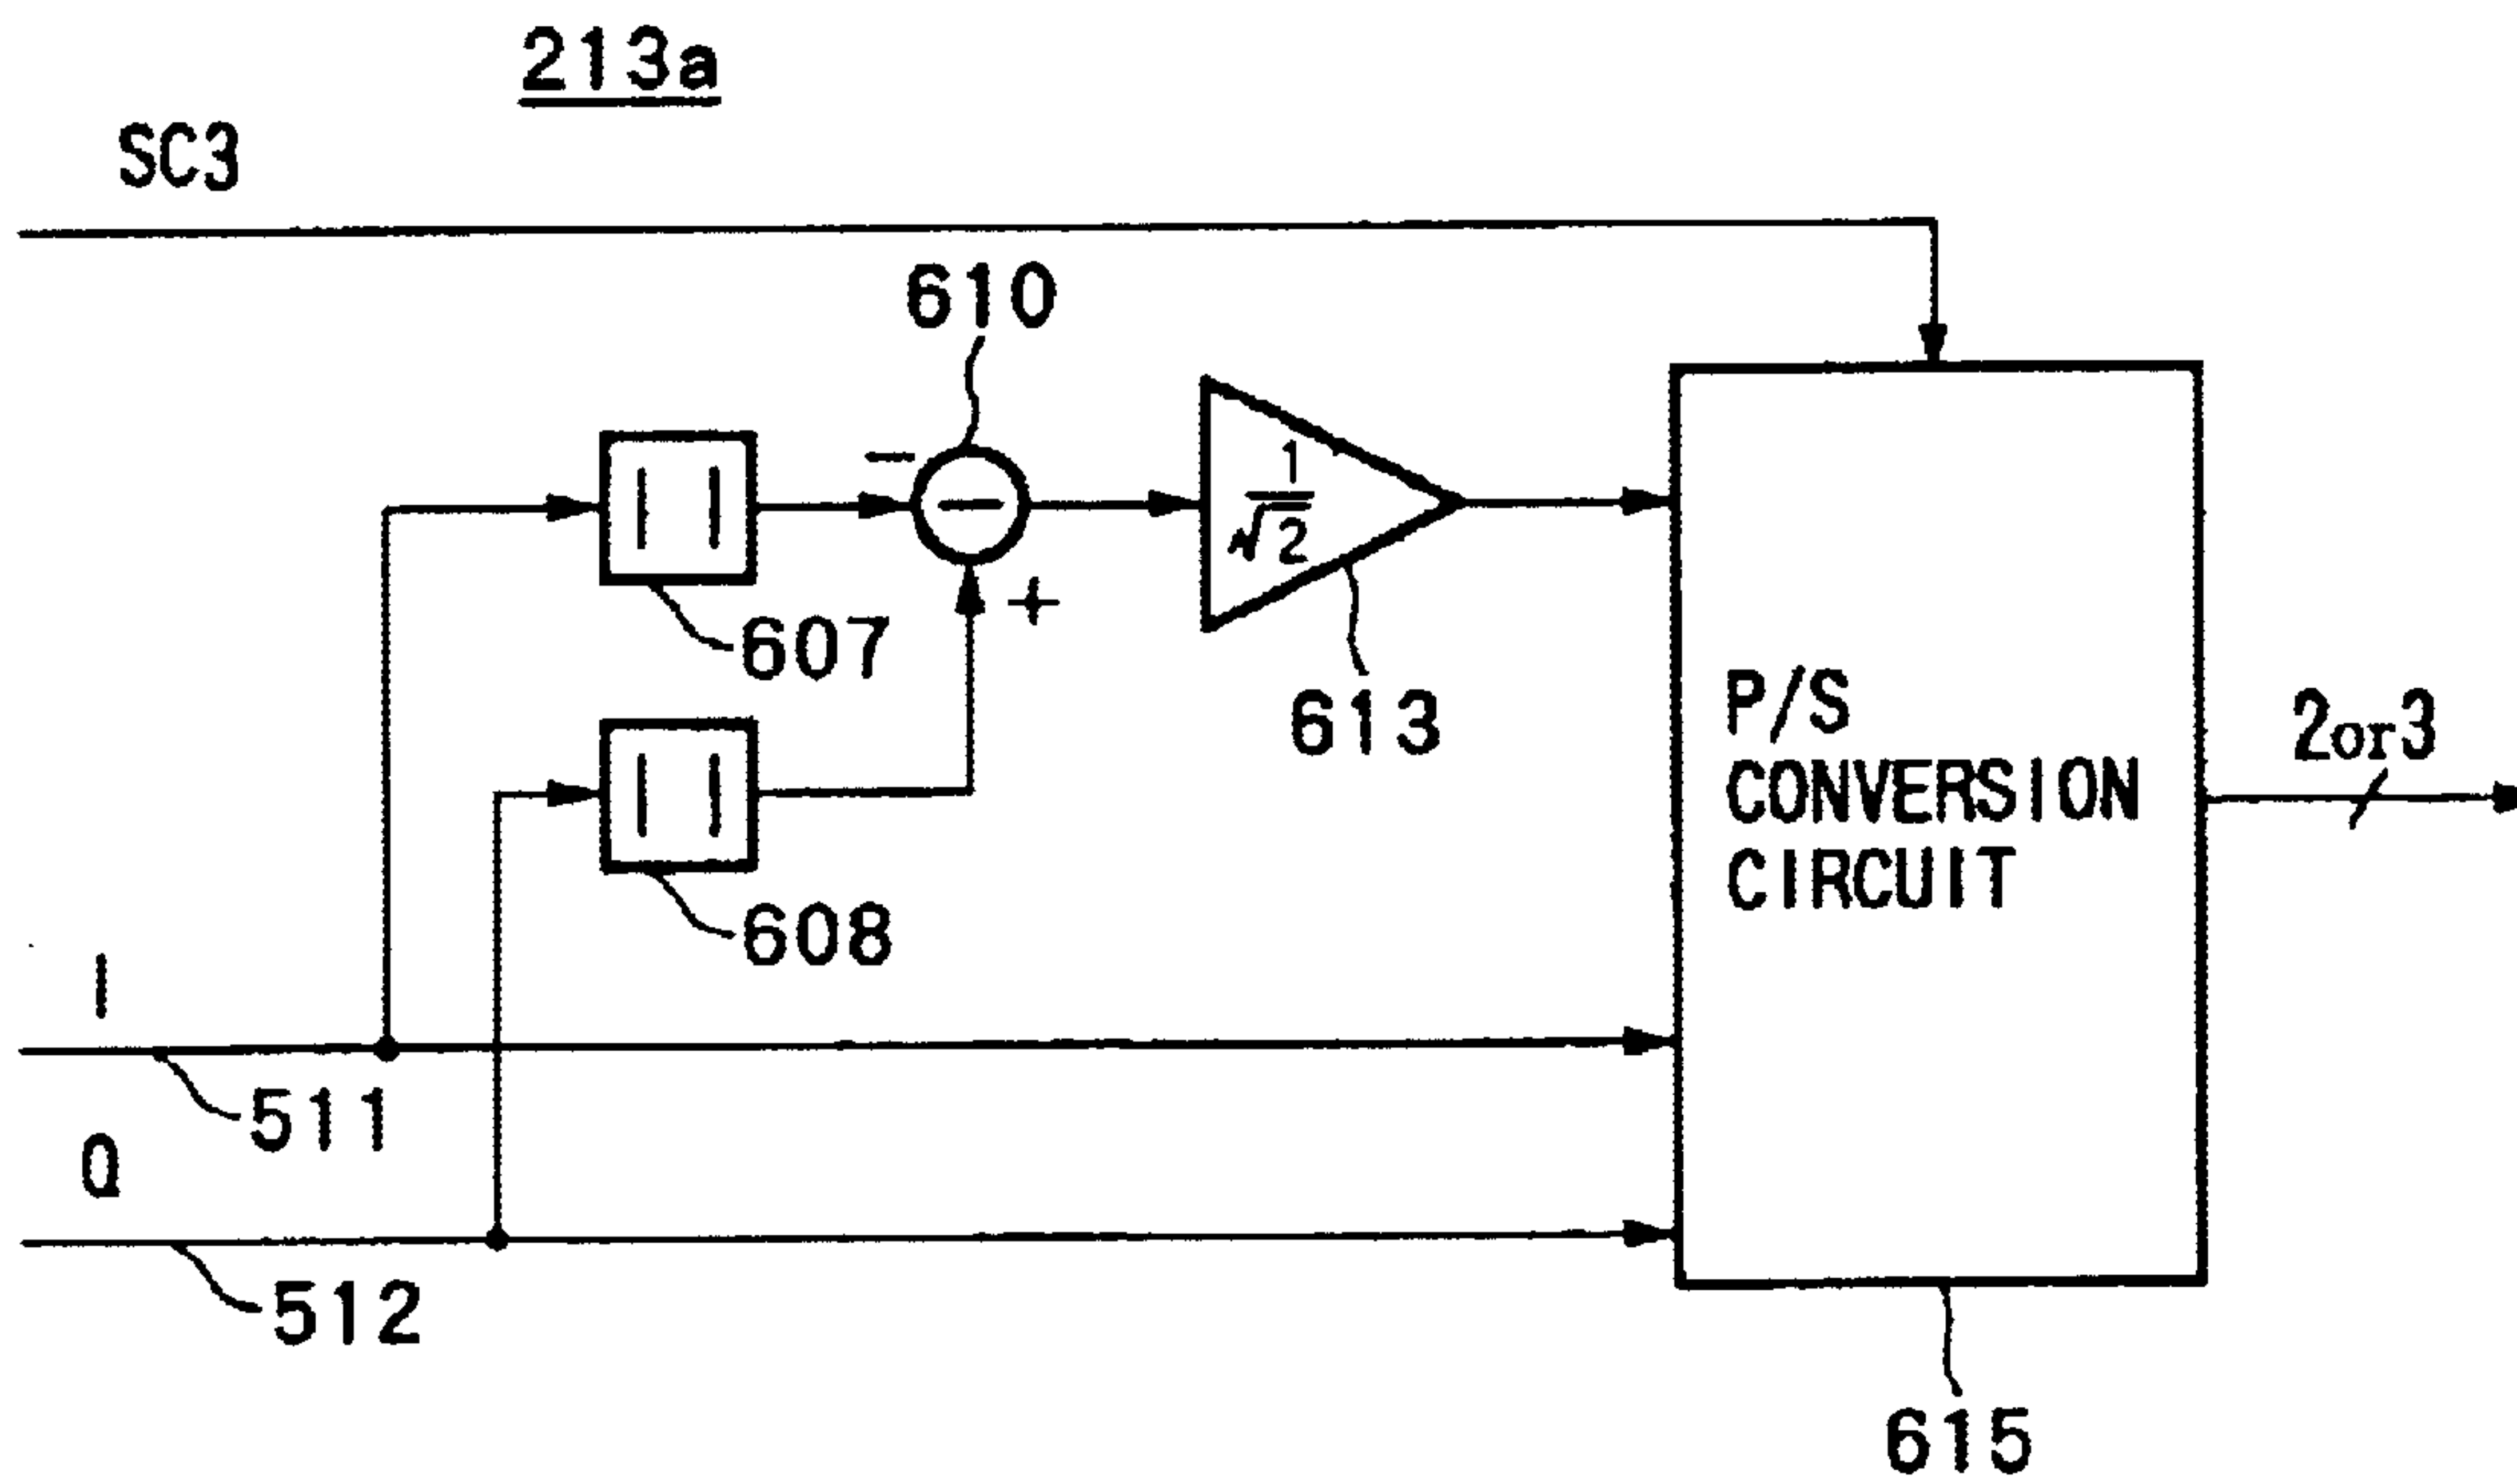 213a
SC3
610
−
1
√2
607
+
613
P/S
CONVERSION
CIRCUIT
2or3
| |
| |
608
I
511
Q
512
615